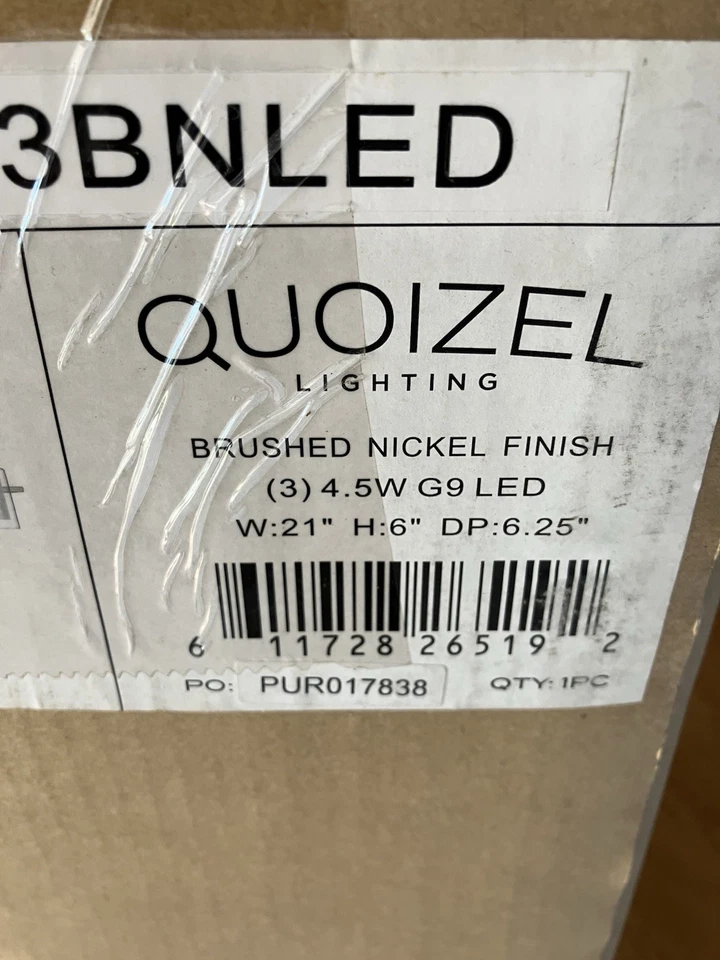 3BNLED
QUOIZEL
LIGHTING
BRUSHED NICKEL FINISH
(3) 4.5W G9 LED
W:21" H:6" DP:6.25"
6 11728 26519 2
PO: PUR017838 QTY: 1PC